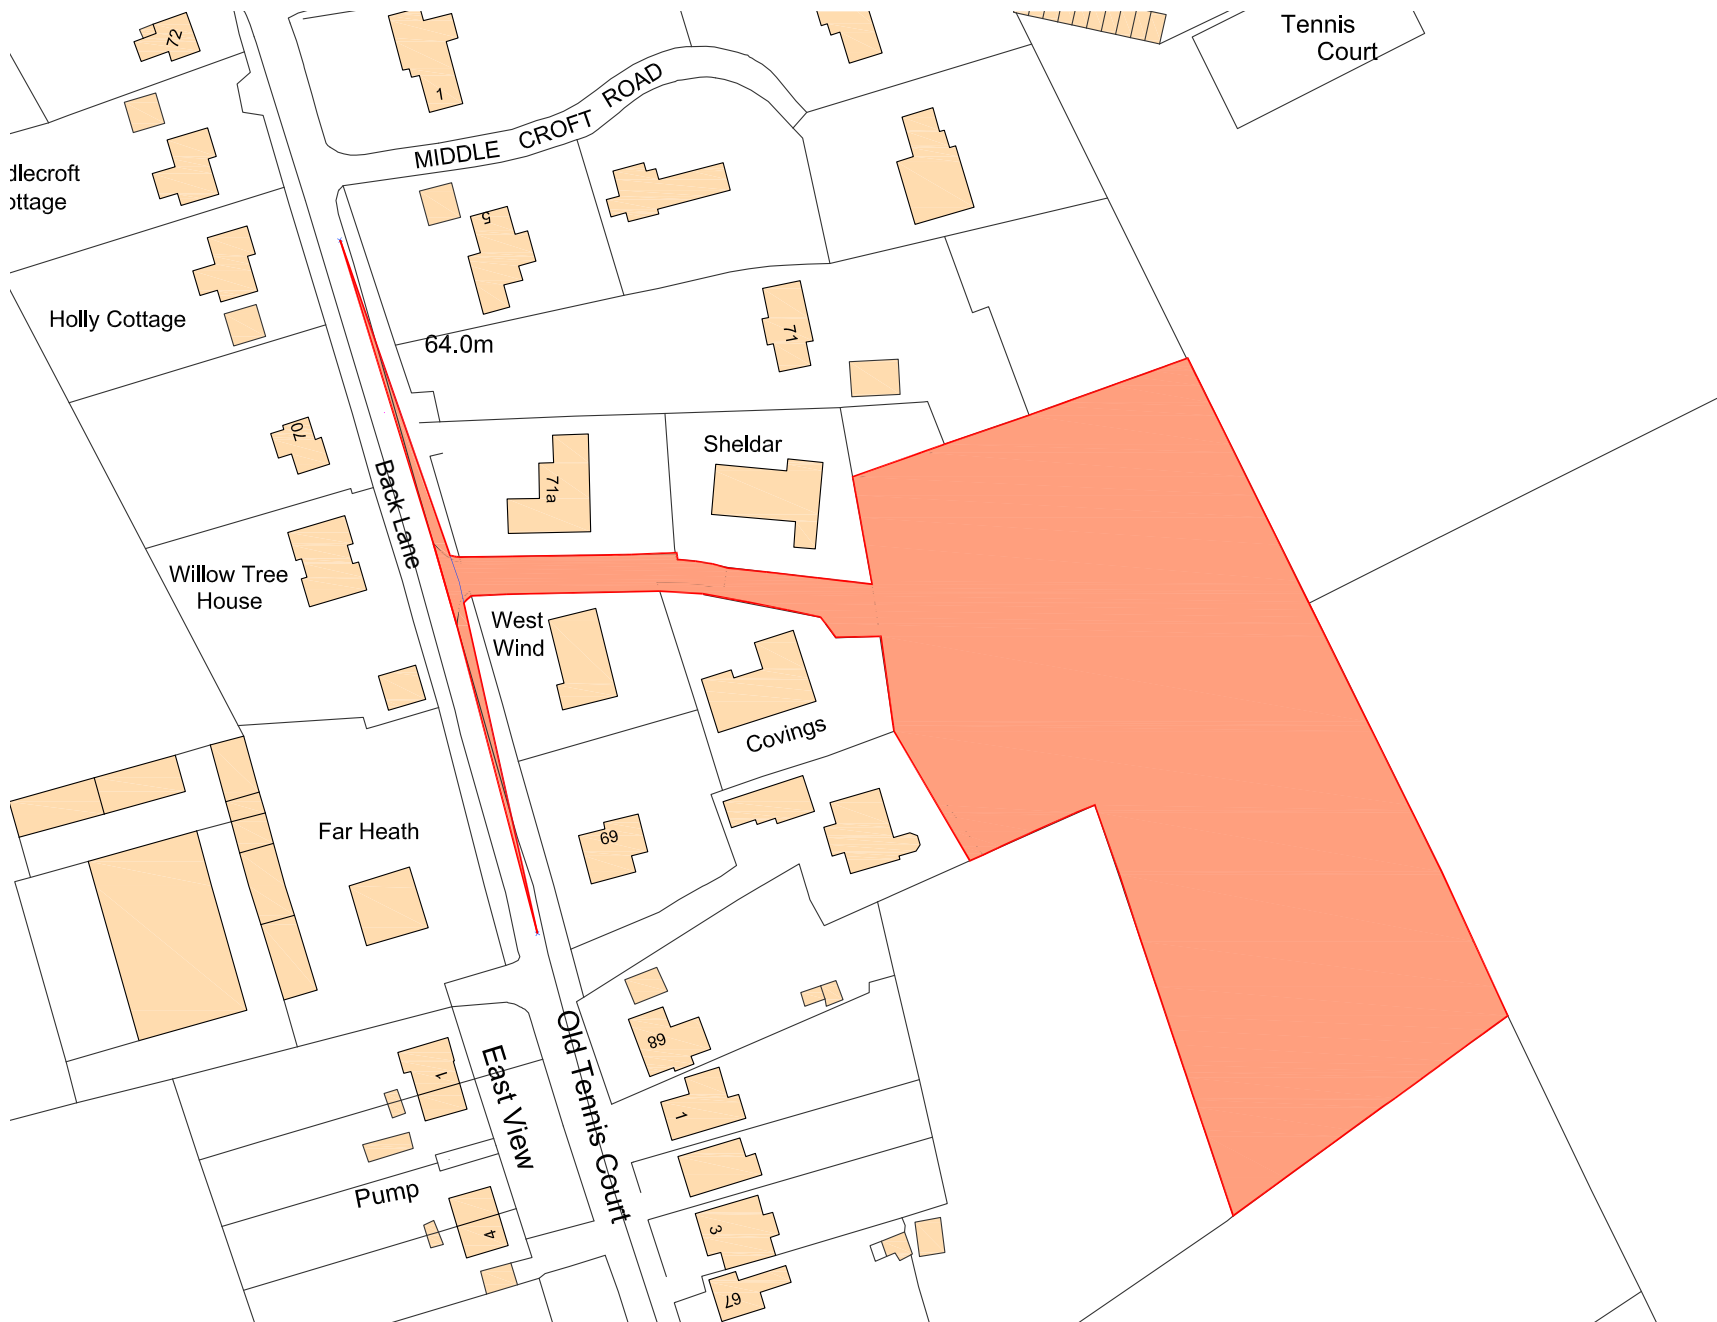 Tennis
Court
72
1
MIDDLE CROFT ROAD
dlecroft
ottage
5
Holly Cottage
64.0m
71
70
Sheldar
Back Lane
71a
Willow Tree
House
West
Wind
Covings
Far Heath
69
Old Tennis Court
68
East View
1
1
Pump
3
4
67